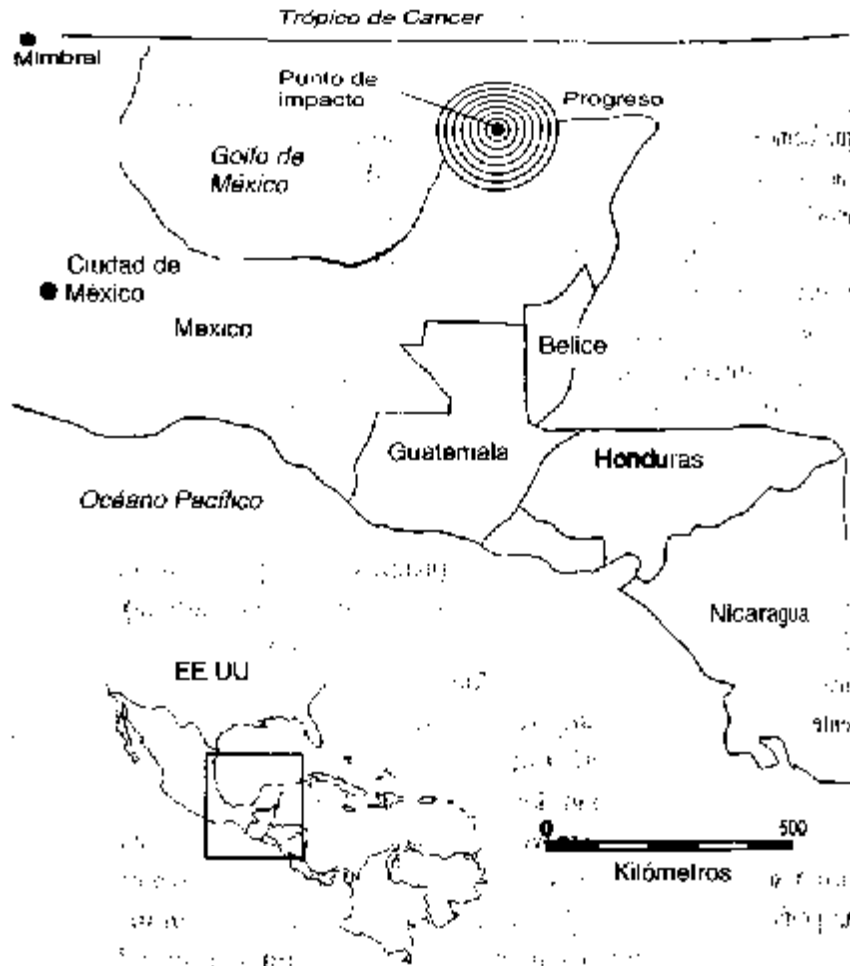 Trópico de Cancer
Mimbral
Punto de
impacto
Progreso
Golfo de
México
Ciudad de
México
Mexico
Belice
Guatemala
Honduras
Océano Pacífico
Nicaragua
EE UU
0 500
Kilómetros